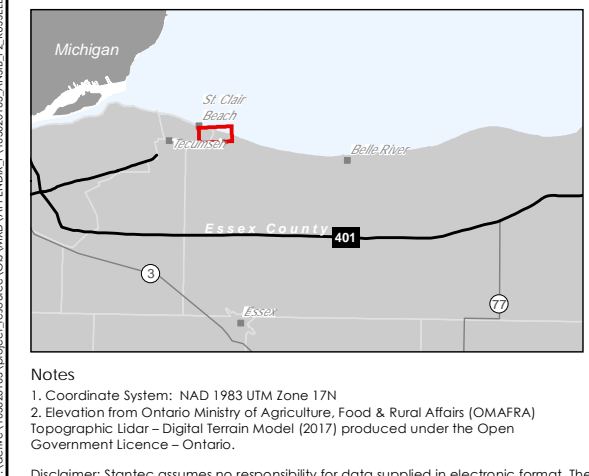 Michigan
St. Clair
Beach
Tecumseh
Belle River
Essex County
401
3
77
Essex
Notes
1. Coordinate System: NAD 1983 UTM Zone 17N
2. Elevation from Ontario Ministry of Agriculture, Food & Rural Affairs (OMAFRA)
Topographic Lidar – Digital Terrain Model (2017) produced under the Open
Government Licence – Ontario.
Disclaimer: Stantec assumes no responsibility for data supplied in electronic format. The